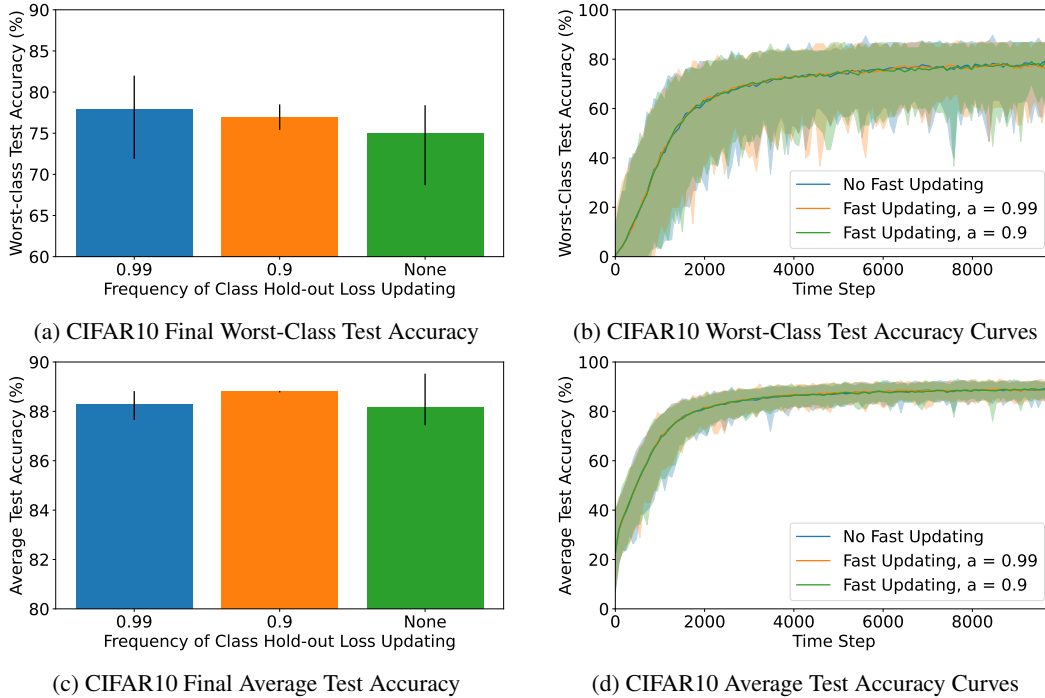 90
85
80
75
70
65
60
Worst-class Test Accuracy (%)
0.99 0.9 None
Frequency of Class Hold-out Loss Updating
(a) CIFAR10 Final Worst-Class Test Accuracy
100
80
60
40
20
0
Worst-Class Test Accuracy (%)
No Fast Updating
Fast Updating, a = 0.99
Fast Updating, a = 0.9
0 2000 4000 6000 8000
Time Step
(b) CIFAR10 Worst-Class Test Accuracy Curves
90
88
86
84
82
80
Average Test Accuracy (%)
0.99 0.9 None
Frequency of Class Hold-out Loss Updating
(c) CIFAR10 Final Average Test Accuracy
100
80
60
40
20
0
Average Test Accuracy (%)
No Fast Updating
Fast Updating, a = 0.99
Fast Updating, a = 0.9
0 2000 4000 6000 8000
Time Step
(d) CIFAR10 Average Test Accuracy Curves